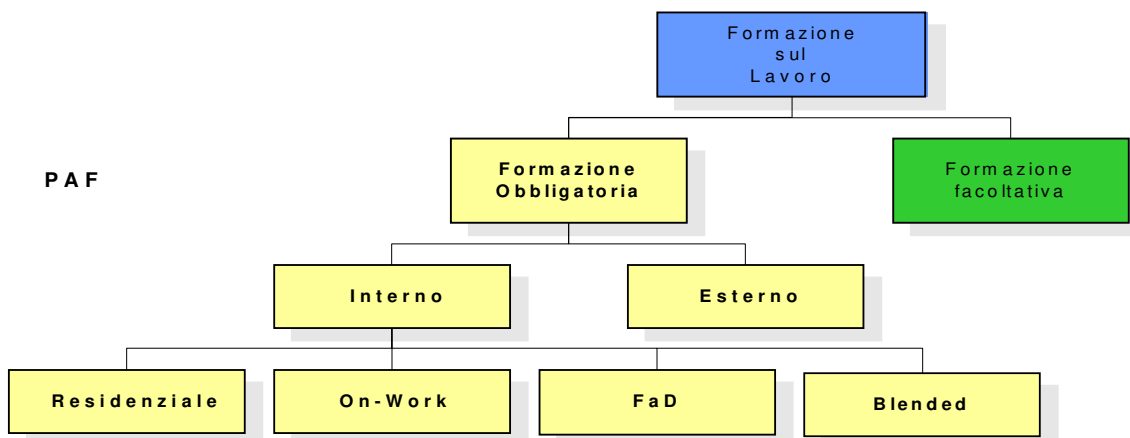 Formazione
sul
Lavoro
PAF
Formazione
Obbligatoria
Formazione
facoltativa
Interno
Esterno
Residenziale
On-Work
FaD
Blended